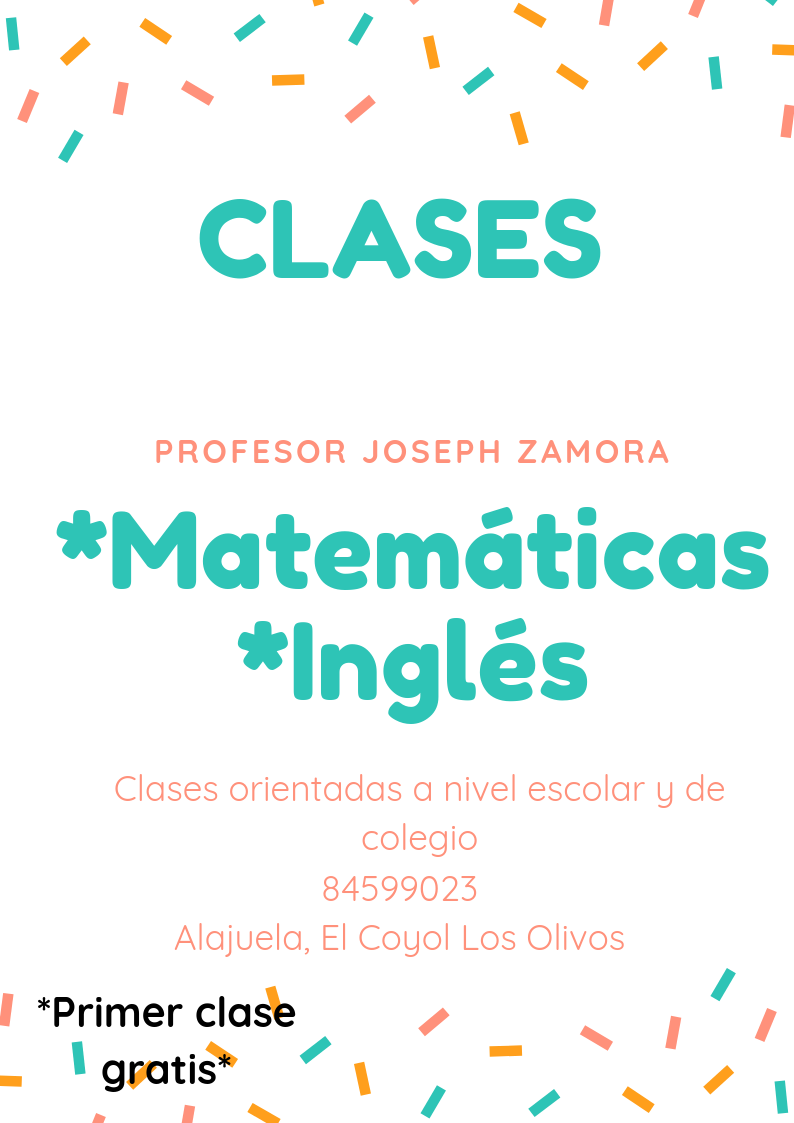 CLASES
PROFESOR JOSEPH ZAMORA
*Matemáticas
*Inglés
Clases orientadas a nivel escolar y de
colegio
84599023
Alajuela, El Coyol Los Olivos
*Primer clase
gratis*